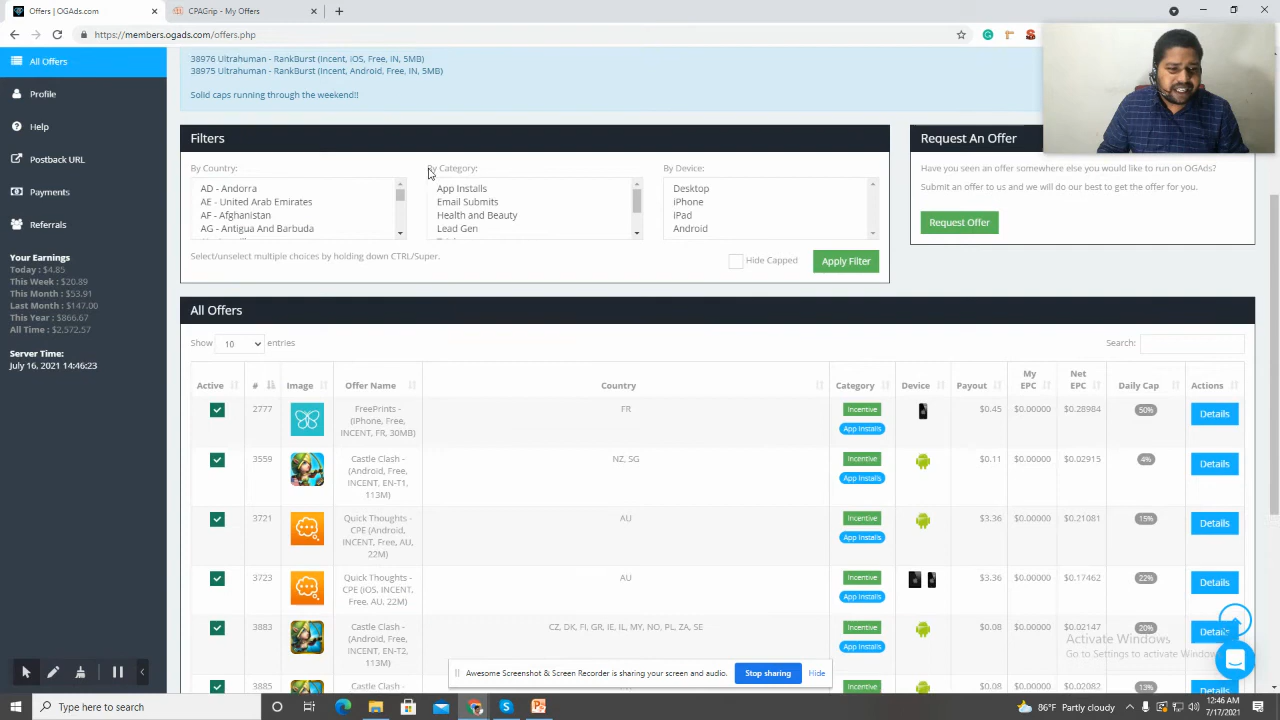 Offers | OGAds.com
CPAGrip - My Offers
https://members.ogads.com/offers.php
All Offers
Profile
Help
Postback URL
Payments
Referrals
Your Earnings
Today : $4.85
This Week : $20.89
This Month : $53.91
Last Month : $147.00
This Year : $866.67
All Time : $2,572.57
Server Time:
July 16, 2021 14:46:23
38976 Ultrahuman - RankBurst (Incent, iOS, Free, IN, 5MB)
38975 Ultrahuman - RankBurst (Incent, Android, Free, IN, 5MB)
Solid caps running through the weekend!!
Filters
By Country:
AD - Andorra
AE - United Arab Emirates
AF - Afghanistan
AG - Antigua And Barbuda
By Category:
App Installs
Email Submits
Health and Beauty
Lead Gen
By Device:
Desktop
iPhone
iPad
Android
Select/unselect multiple choices by holding down CTRL/Super.
Hide Capped
Apply Filter
Request An Offer
Have you seen an offer somewhere else you would like to run on OGAds?
Submit an offer to us and we will do our best to get the offer for you.
Request Offer
All Offers
Show 10 entries
Search:
Active # Image Offer Name Country Category Device Payout My EPC Net EPC Daily Cap Actions
2777 FreePrints - (iPhone, Free, INCENT, FR, 30MB) FR Incentive App Installs $0.45 $0.00000 $0.28984 50% Details
3559 Castle Clash - (Android, Free, INCENT, EN-T1, 113M) NZ, SG Incentive App Installs $0.11 $0.00000 $0.02915 4% Details
3721 Quick Thoughts - CPE (Android, INCENT, Free, AU, 22M) AU Incentive App Installs $3.36 $0.00000 $0.21081 15% Details
3723 Quick Thoughts - CPE (iOS, INCENT, Free, AU. 22M) AU Incentive App Installs $3.36 $0.00000 $0.17462 22% Details
3883 Castle Clash - (Android, Free, INCENT, EN-T2, 113M) CZ, DK, FI, GR, IE, IL, MY, NO, PL, ZA, SE Incentive App Installs $0.08 $0.00000 $0.02147 20% Details
3885 Castle Incentive $0.08 $0.00000 $0.02082 13% Details
Activate Windows
Go to Settings to activate Windows
Awesome Screenshot & Screen Recorder is sharing your screen and audio.
Stop sharing
Hide
Type here to search
86°F Partly cloudy
12:46 AM
7/17/2021